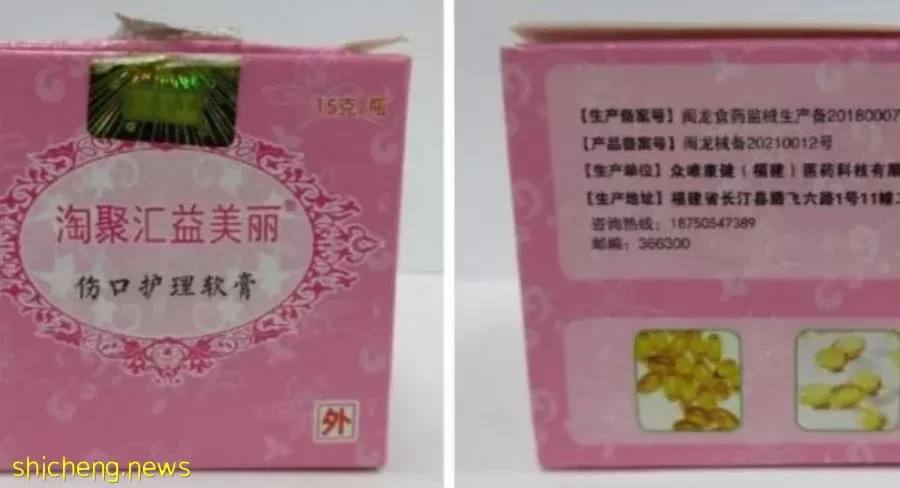 15克/瓶
淘聚汇益美丽®
伤口护理软膏
外
shicheng.news
【生产备案号】闽龙食药监械生产备20180007
【产品备案号】闽龙械备20210012号
【生产单位】众唯康健（福建）医药科技有限
【生产地址】福建省长汀县腾飞六路1号11幢
咨询热线：18750547389
邮编：366300